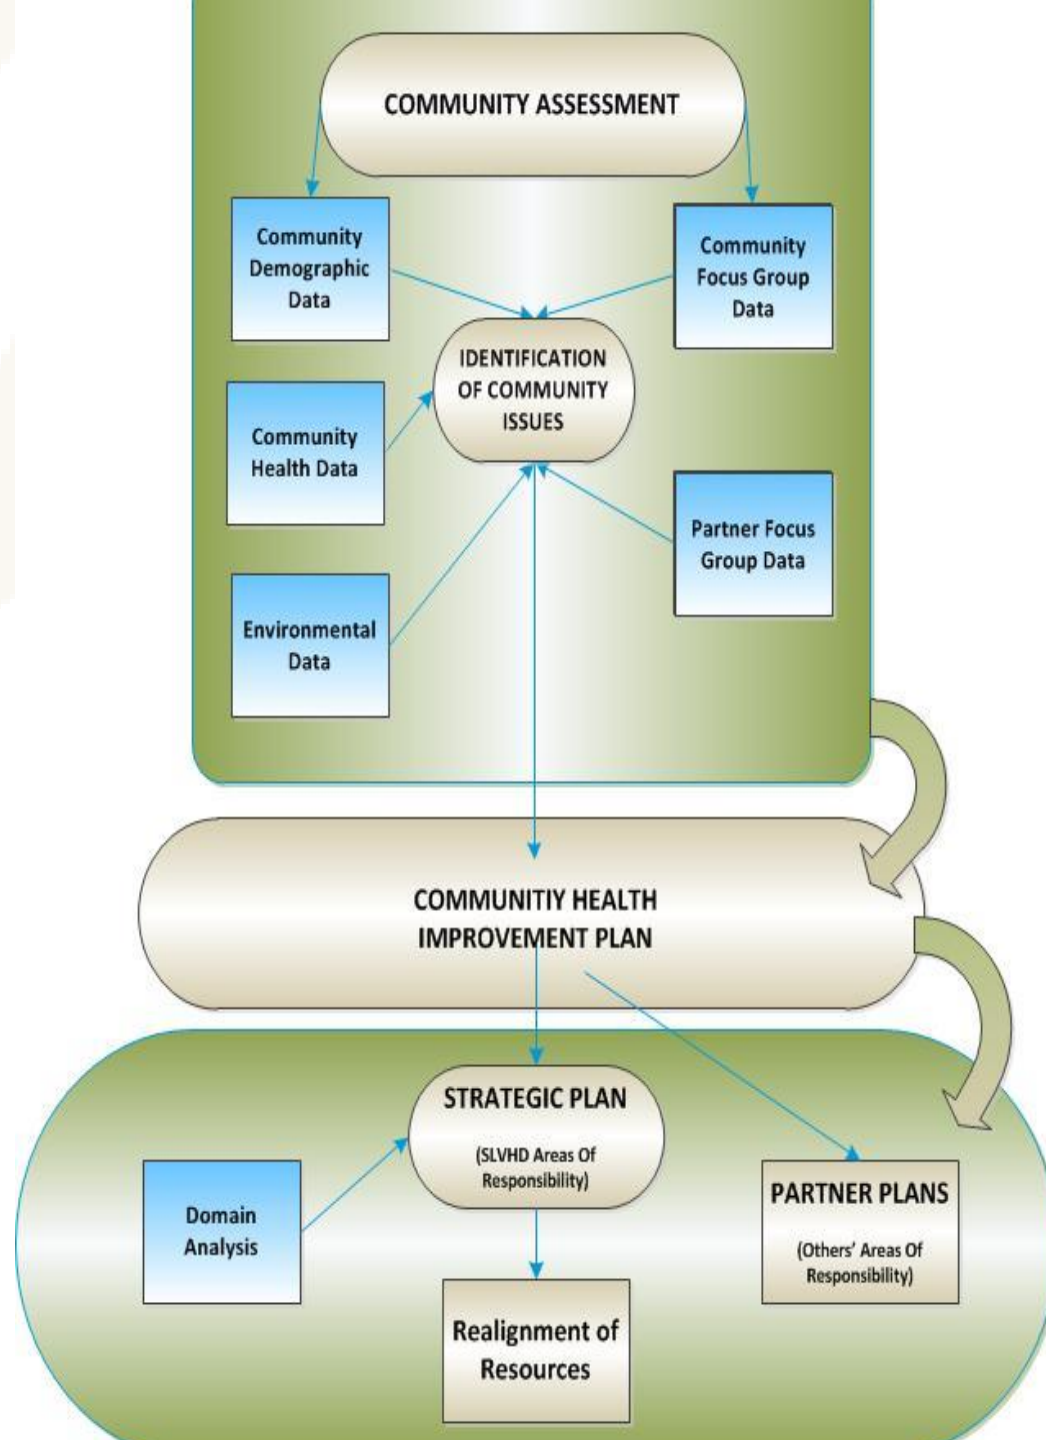 COMMUNITY ASSESSMENT
Community
Demographic
Data
Community
Focus Group
Data
IDENTIFICATION
OF COMMUNITY
ISSUES
Community
Health Data
Partner Focus
Group Data
Environmental
Data
COMMUNITIY HEALTH
IMPROVEMENT PLAN
STRATEGIC PLAN
(SLVHD Areas Of
Responsibility)
Domain
Analysis
PARTNER PLANS
(Others' Areas Of
Responsibility)
Realignment of
Resources